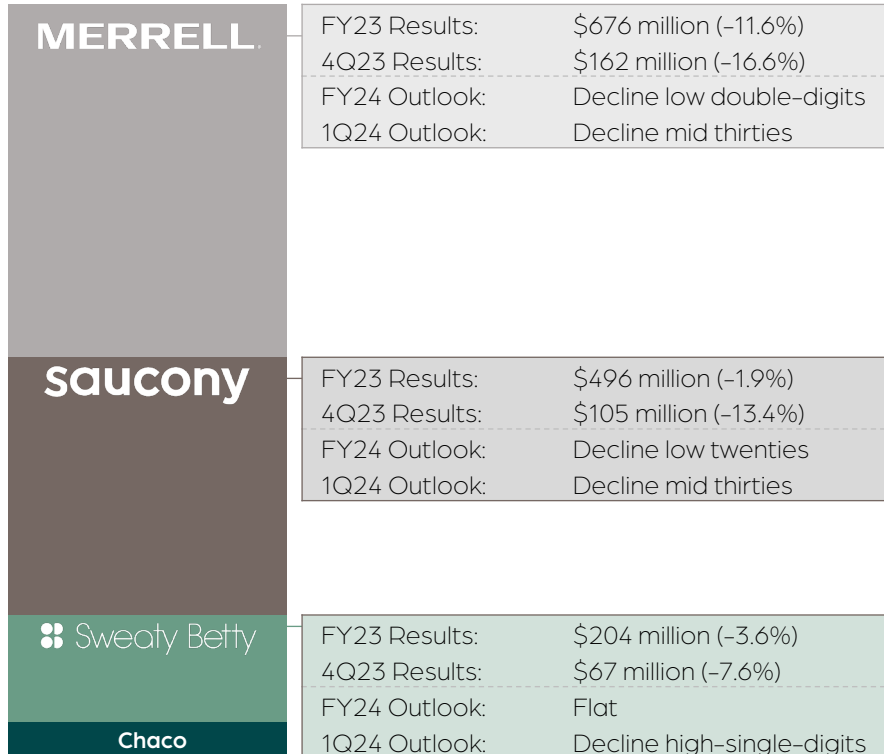 MERRELL
FY23 Results: $676 million (-11.6%)
4Q23 Results: $162 million (-16.6%)
FY24 Outlook: Decline low double-digits
1Q24 Outlook: Decline mid thirties
saucony
FY23 Results: $496 million (-1.9%)
4Q23 Results: $105 million (-13.4%)
FY24 Outlook: Decline low twenties
1Q24 Outlook: Decline mid thirties
Sweaty Betty
FY23 Results: $204 million (-3.6%)
4Q23 Results: $67 million (-7.6%)
FY24 Outlook: Flat
Chaco
1Q24 Outlook: Decline high-single-digits